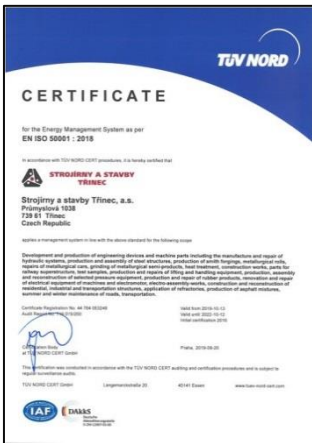 TÜV NORD
CERTIFICATE
for the Energy Management System as per
EN ISO 50001 : 2018
In accordance with TÜV NORD CERT procedures, it is hereby certified that
STROJÍRNY A STAVBY
TŘINEC
Strojírny a stavby Třinec, a.s.
Průmyslová 1038
739 61 Třinec
Czech Republic
applies a management system in line with the above standard for the following scope
Development and production of engineering devices and machine parts including the manufacture and repair of
hydraulic systems, production and assembly of steel structures, production of smith forgings, metallurgical rolls,
repairs of metallurgical cars, grinding of metallurgical semi-products, heat treatment, construction works, parts for
railway superstructure, test samples, production and repairs of lifting and handling equipment, production, assembly
and reconstruction of selected pressure equipment, production and repair of rubber products, renovation and repair
of electrical equipment of machines and electromotor, electro-assembly-works, construction and reconstruction of
residential, industrial and transportation structures, application of refractories, production of asphalt mixtures,
summer and winter maintenance of roads, transportation.
Certificate Registration No.
Audit Report No.
Valid from
Valid until
Initial certification
Certification Body
at TÜV NORD CERT GmbH
Praha,
This certification was conducted in accordance with the TÜV NORD CERT auditing and certification procedures and is subject to
regular surveillance audits.
TÜV NORD CERT GmbH Langemarckstraße 20 45141 Essen www.tuev-nord-cert.com
IAF
DAkkS
Deutsche
Akkreditierungsstelle